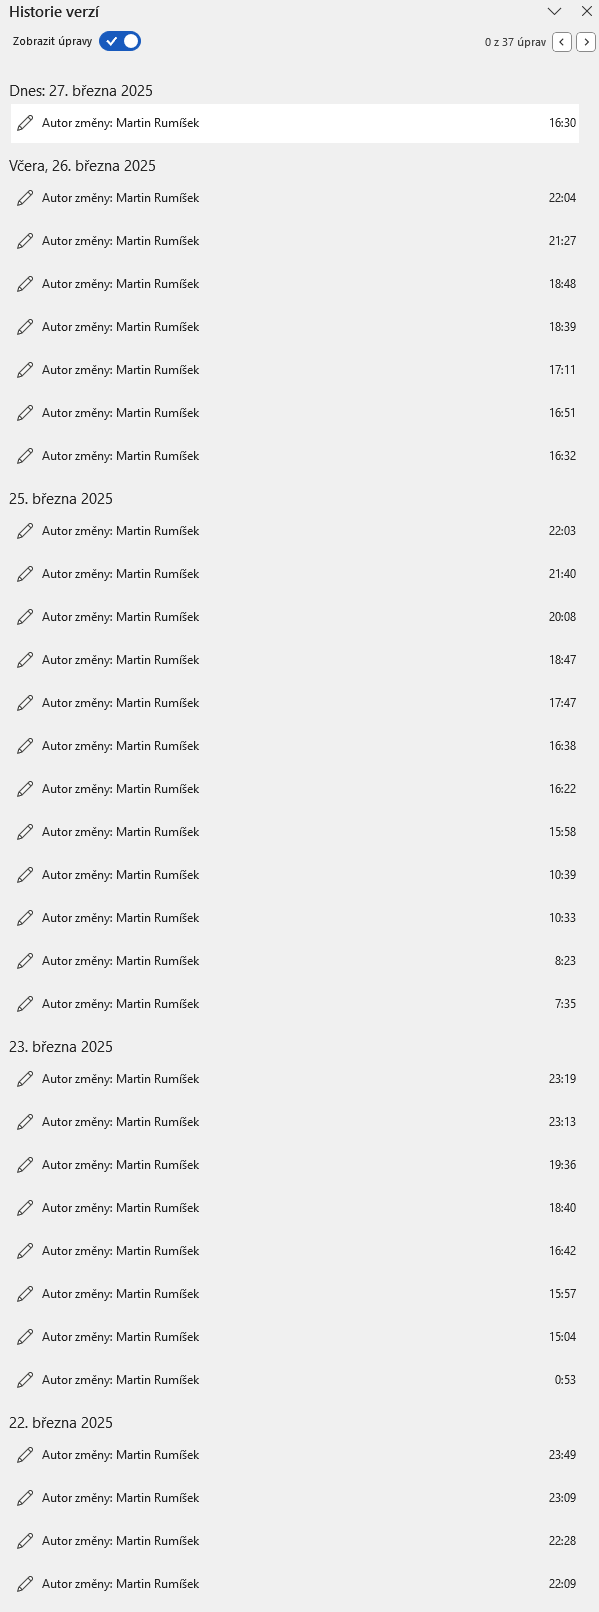 Historie verzí
Zobrazit úpravy
0 z 37 úprav
Dnes: 27. března 2025
Autor změny: Martin Rumíšek 16:30
Včera, 26. března 2025
Autor změny: Martin Rumíšek 22:04
Autor změny: Martin Rumíšek 21:27
Autor změny: Martin Rumíšek 18:48
Autor změny: Martin Rumíšek 18:39
Autor změny: Martin Rumíšek 17:11
Autor změny: Martin Rumíšek 16:51
Autor změny: Martin Rumíšek 16:32
25. března 2025
Autor změny: Martin Rumíšek 22:03
Autor změny: Martin Rumíšek 21:40
Autor změny: Martin Rumíšek 20:08
Autor změny: Martin Rumíšek 18:47
Autor změny: Martin Rumíšek 17:47
Autor změny: Martin Rumíšek 16:38
Autor změny: Martin Rumíšek 16:22
Autor změny: Martin Rumíšek 15:58
Autor změny: Martin Rumíšek 10:39
Autor změny: Martin Rumíšek 10:33
Autor změny: Martin Rumíšek 8:23
Autor změny: Martin Rumíšek 7:35
23. března 2025
Autor změny: Martin Rumíšek 23:19
Autor změny: Martin Rumíšek 23:13
Autor změny: Martin Rumíšek 19:36
Autor změny: Martin Rumíšek 18:40
Autor změny: Martin Rumíšek 16:42
Autor změny: Martin Rumíšek 15:57
Autor změny: Martin Rumíšek 15:04
Autor změny: Martin Rumíšek 0:53
22. března 2025
Autor změny: Martin Rumíšek 23:49
Autor změny: Martin Rumíšek 23:09
Autor změny: Martin Rumíšek 22:28
Autor změny: Martin Rumíšek 22:09